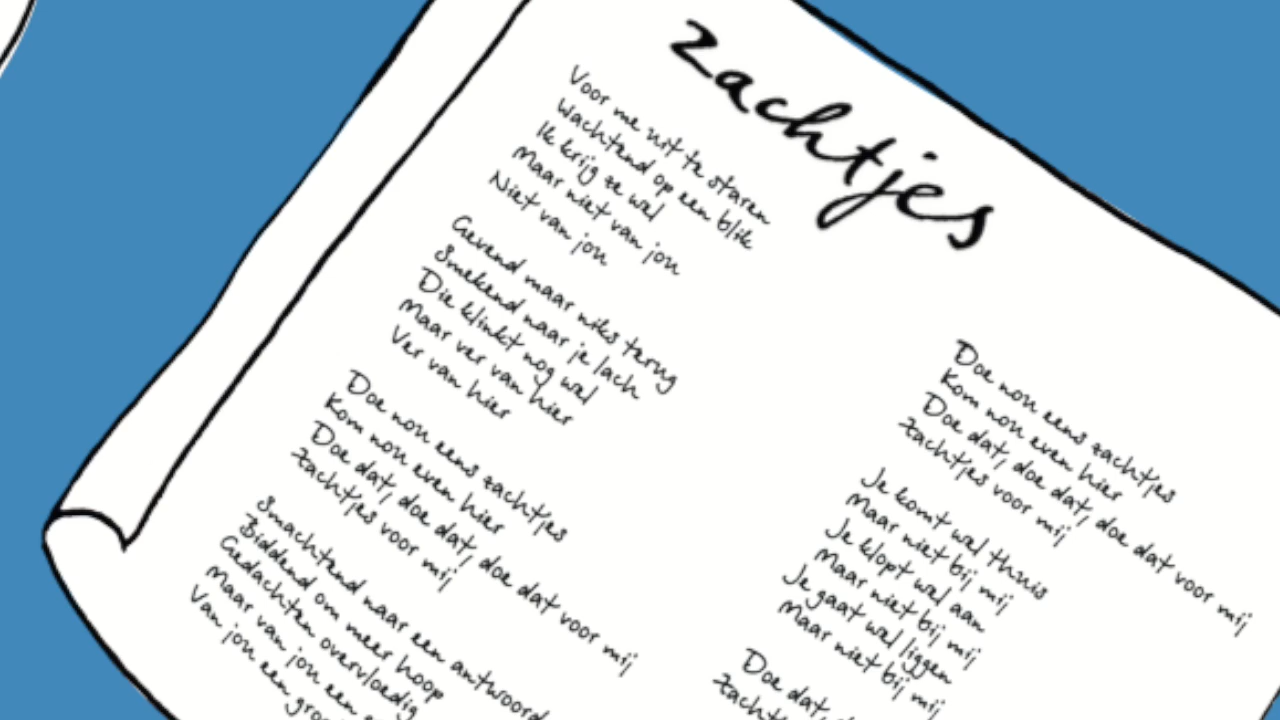 zachtjes
Voor me uit te staren
Wachtend op een blik
Ik krijg ze wel
Maar niet van jou
Niet van jou
Gevend maar niks terug
Smekend naar je lach
Die klinkt nog wel
Maar ver van hier
Ver van hier
Doe nou eens zachtjes
Kom nou even hier
Doe dat, doe dat, doe dat voor mij
Zachtjes voor mij
Smachtend naar een antwoord
Biddend om meer hoop
Gedachten overvloedig
Maar van jou een
Van jou een
Doe nou eens zachtjes
Kom nou even hier
Doe dat, doe dat, doe dat voor mij
Zachtjes voor mij
Je komt wel thuis
Maar niet bij mij
Je klopt wel aan
Maar niet bij mij
Je gaat wel liggen
Maar niet bij mij
Doe dat,